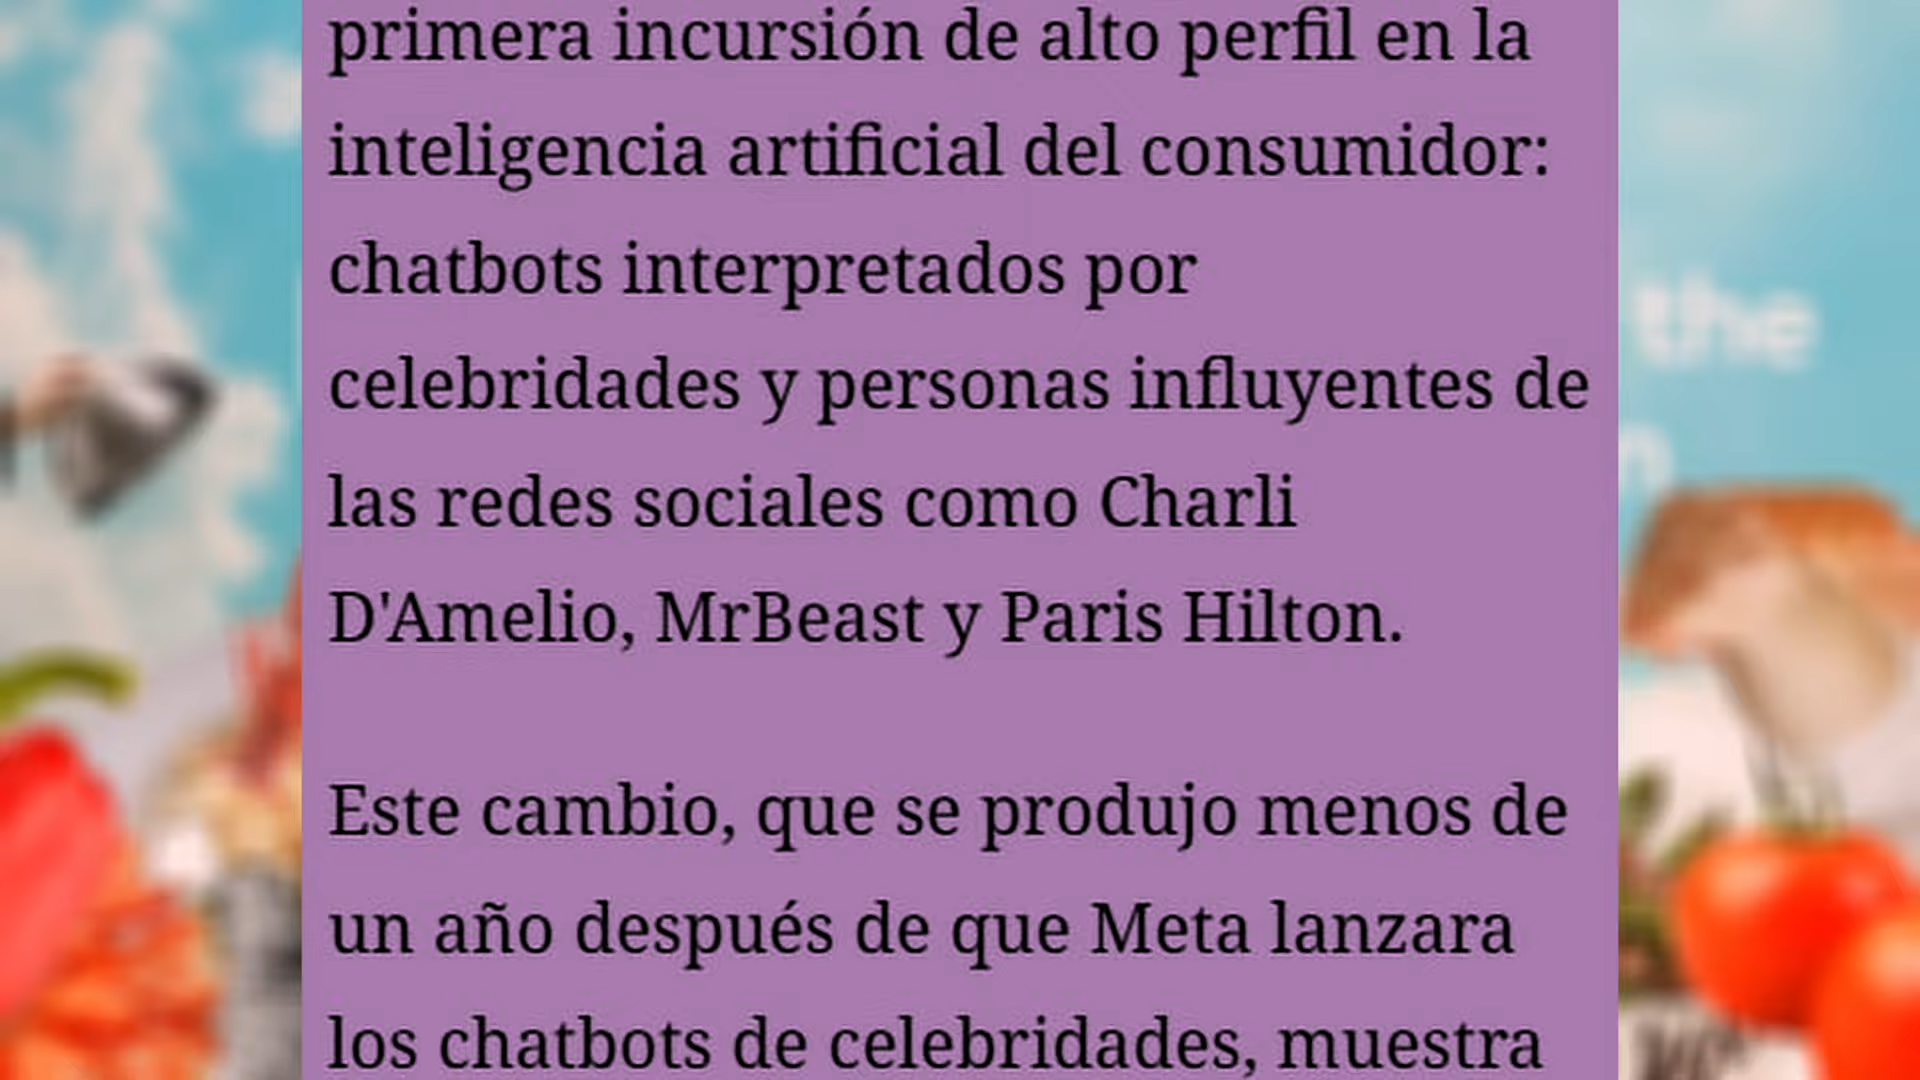 primera incursión de alto perfil en la
inteligencia artificial del consumidor:
chatbots interpretados por
celebridades y personas influyentes de
las redes sociales como Charli
D'Amelio, MrBeast y Paris Hilton.
Este cambio, que se produjo menos de
un año después de que Meta lanzara
los chatbots de celebridades, muestra
the